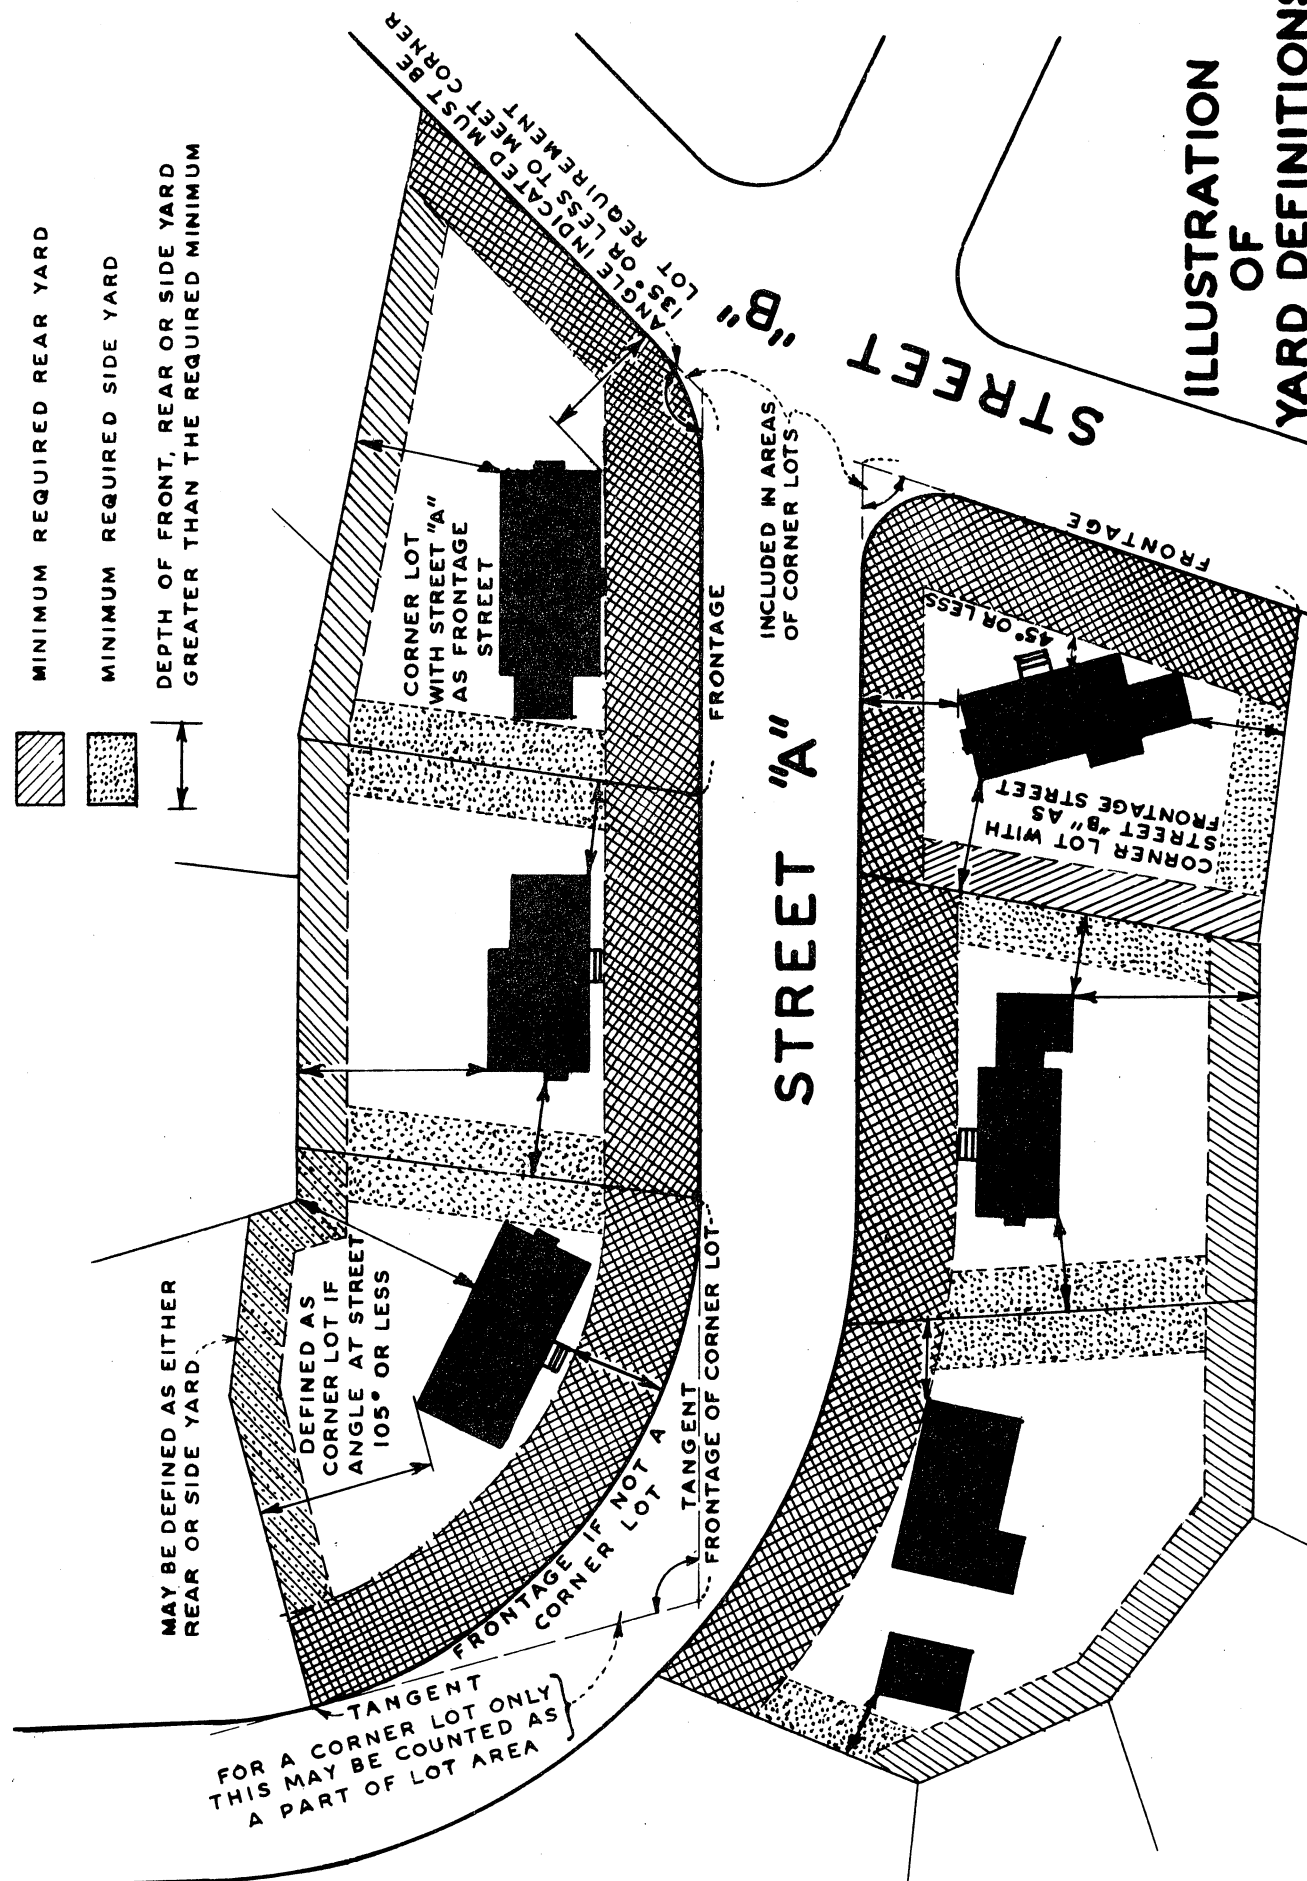 MINIMUM REQUIRED REAR YARD
MINIMUM REQUIRED SIDE YARD
DEPTH OF FRONT, REAR OR SIDE YARD
GREATER THAN THE REQUIRED MINIMUM
MAY BE DEFINED AS EITHER
REAR OR SIDE YARD
DEFINED AS
CORNER LOT IF
ANGLE AT STREET
105° OR LESS
CORNER LOT
WITH STREET "A"
AS FRONTAGE
STREET
ANGLE INDICATED MUST BE
135° OR LESS TO MEET CORNER
LOT REQUIREMENT
FOR A CORNER LOT ONLY
THIS MAY BE COUNTED AS
A PART OF LOT AREA
TANGENT
FRONTAGE IF NOT A
CORNER LOT
TANGENT
FRONTAGE OF CORNER LOT
FRONTAGE
INCLUDED IN AREAS
OF CORNER LOTS
STREET "A"
STREET "B"
45° OR LESS
FRONTAGE
CORNER LOT WITH
STREET "B" AS
FRONTAGE STREET
ILLUSTRATION
OF
YARD DEFINITIONS